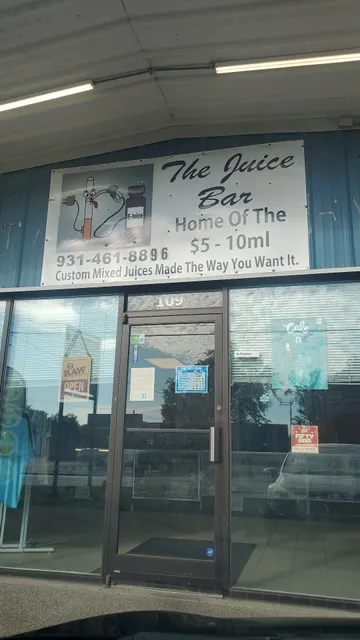 The Juice
Bar
Home Of The
$5 - 10ml
E-Juice
931-461-8896
Custom Mixed Juices Made The Way You Want It.
109
RAW
OPEN